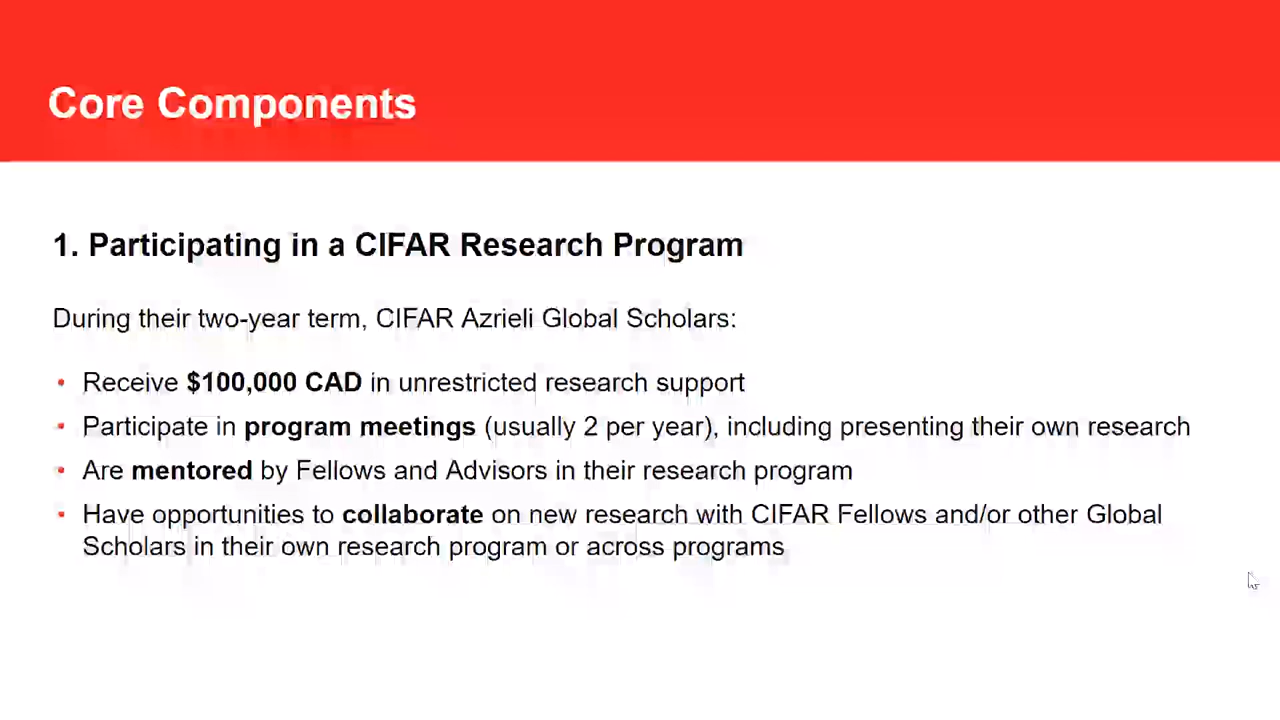 Core Components
1. Participating in a CIFAR Research Program
During their two-year term, CIFAR Azrieli Global Scholars:
• Receive $100,000 CAD in unrestricted research support
• Participate in program meetings (usually 2 per year), including presenting their own research
• Are mentored by Fellows and Advisors in their research program
• Have opportunities to collaborate on new research with CIFAR Fellows and/or other Global
Scholars in their own research program or across programs